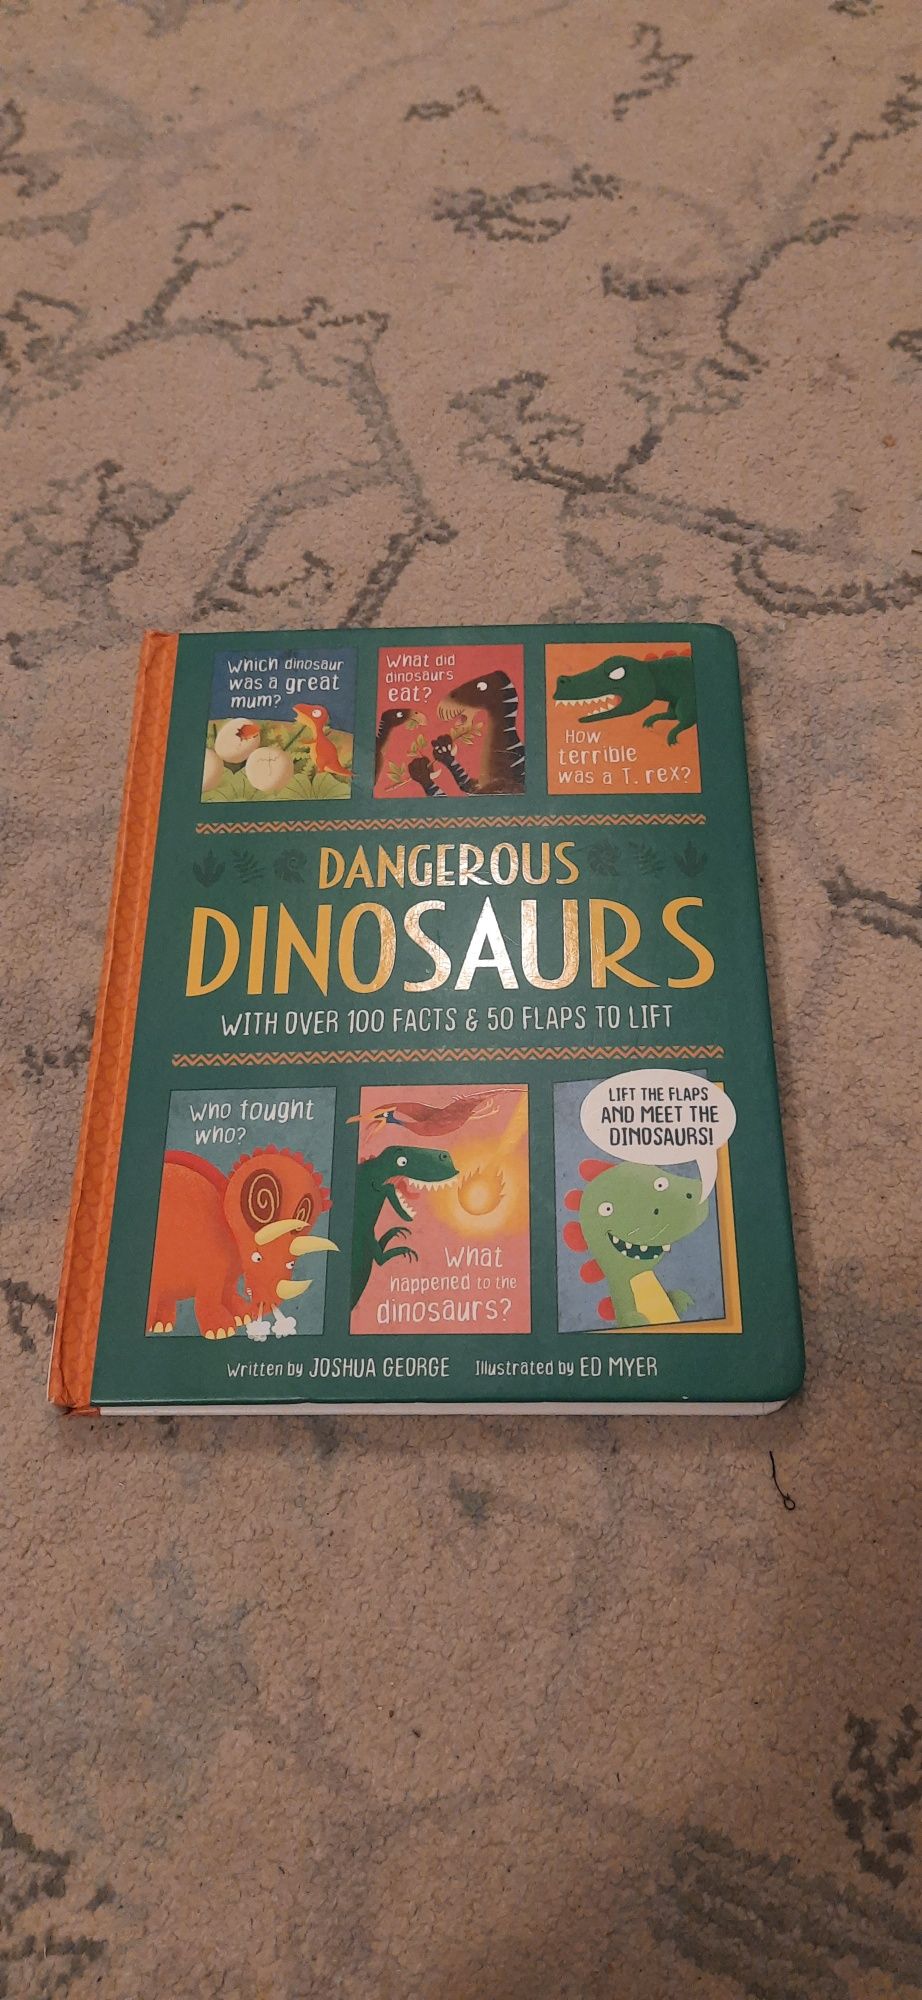 Which dinosaur
was a great
mum?
What did
dinosaurs
eat?
How
terrible
was a T. rex?
DANGEROUS
DINOSAURS
WITH OVER 100 FACTS & 50 FLAPS TO LIFT
Who fought
who?
What
happened to the
dinosaurs?
LIFT THE FLAPS
AND MEET THE
DINOSAURS!
Written by JOSHUA GEORGE Illustrated by ED MYER